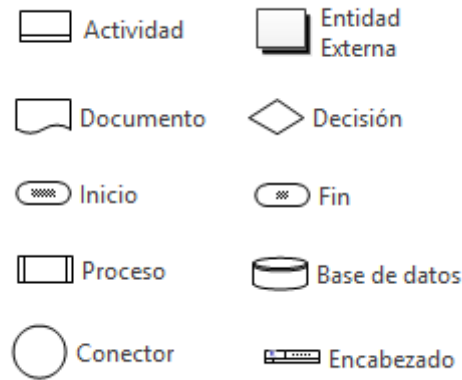 Actividad
Entidad
Externa
Documento
Decisión
Inicio
Fin
Proceso
Base de datos
Conector
Encabezado